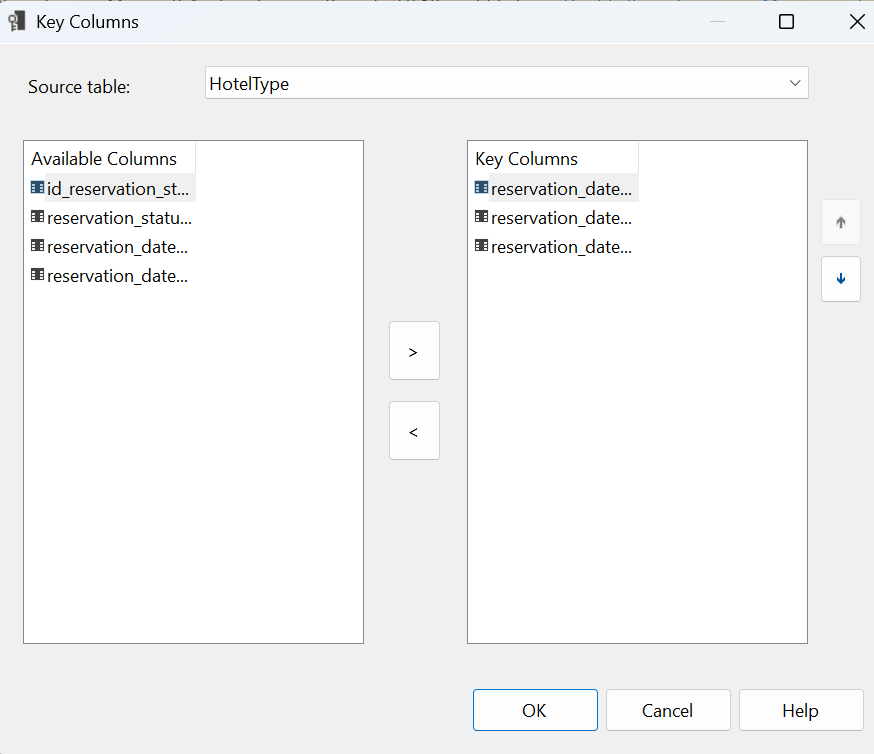 Key Columns
Source table:
HotelType
Available Columns
id_reservation_st...
reservation_statu...
reservation_date...
reservation_date...
>
<
Key Columns
reservation_date...
reservation_date...
reservation_date...
OK
Cancel
Help